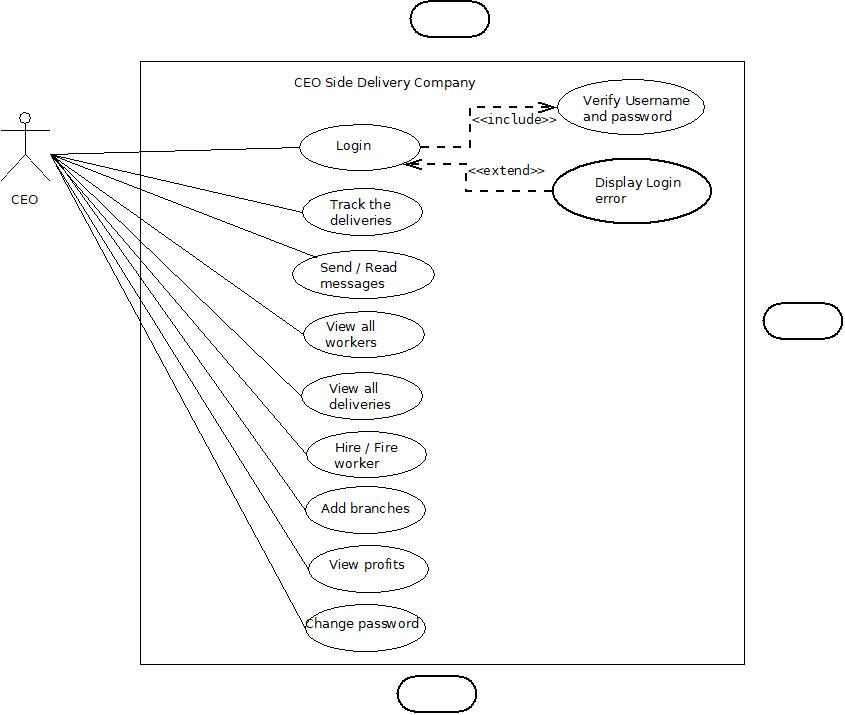 CEO Side Delivery Company
CEO
Login
<<include>>
Verify Username
and password
<<extend>>
Display Login
error
Track the
deliveries
Send / Read
messages
View all
workers
View all
deliveries
Hire / Fire
worker
Add branches
View profits
Change password